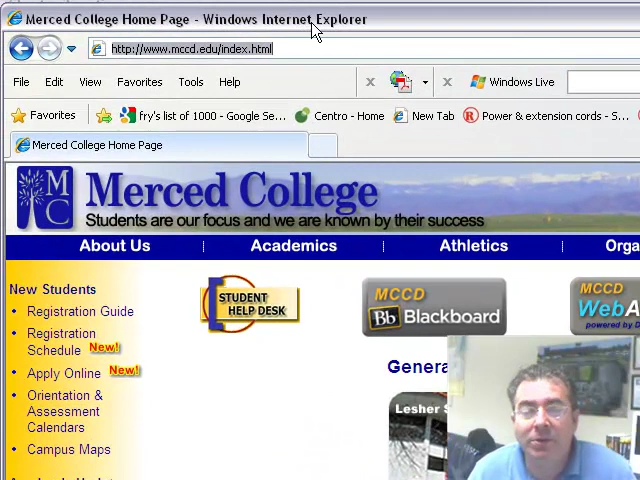 Merced College Home Page - Windows Internet Explorer
http://www.mccd.edu/index.html
File Edit View Favorites Tools Help Windows Live
Favorites fry's list of 1000 - Google Se... Centro - Home New Tab Power & extension cords - S...
Merced College Home Page
MC
Merced College
Students are our focus and we are known by their success
About Us Academics Athletics Orga
New Students
Registration Guide
Registration
Schedule New!
Apply Online New!
Orientation &
Assessment
Calendars
Campus Maps
STUDENT
HELP DESK
MCCD
Bb Blackboard
MCCD
WebA
powered by D
Genera
Lesher S